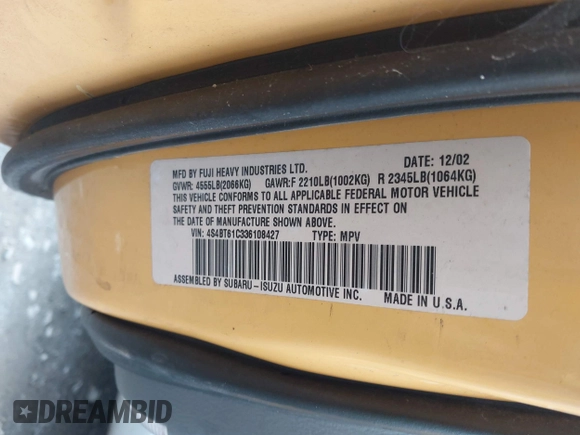 DATE: 12/02
MFD BY FUJI HEAVY INDUSTRIES LTD.
GVWR: 4555LB(2066KG) GAWR:F 2210LB(1002KG) R 2345LB(1064KG)
THIS VEHICLE CONFORMS TO ALL APPLICABLE FEDERAL MOTOR VEHICLE
SAFETY AND THEFT PREVENTION STANDARDS IN EFFECT ON
THE DATE OF MANUFACTURE SHOWN ABOVE.
VIN: 4S4BT61C336108427 TYPE: MPV
ASSEMBLED BY SUBARU-ISUZU AUTOMOTIVE INC. MADE IN U.S.A.
DREAMBID